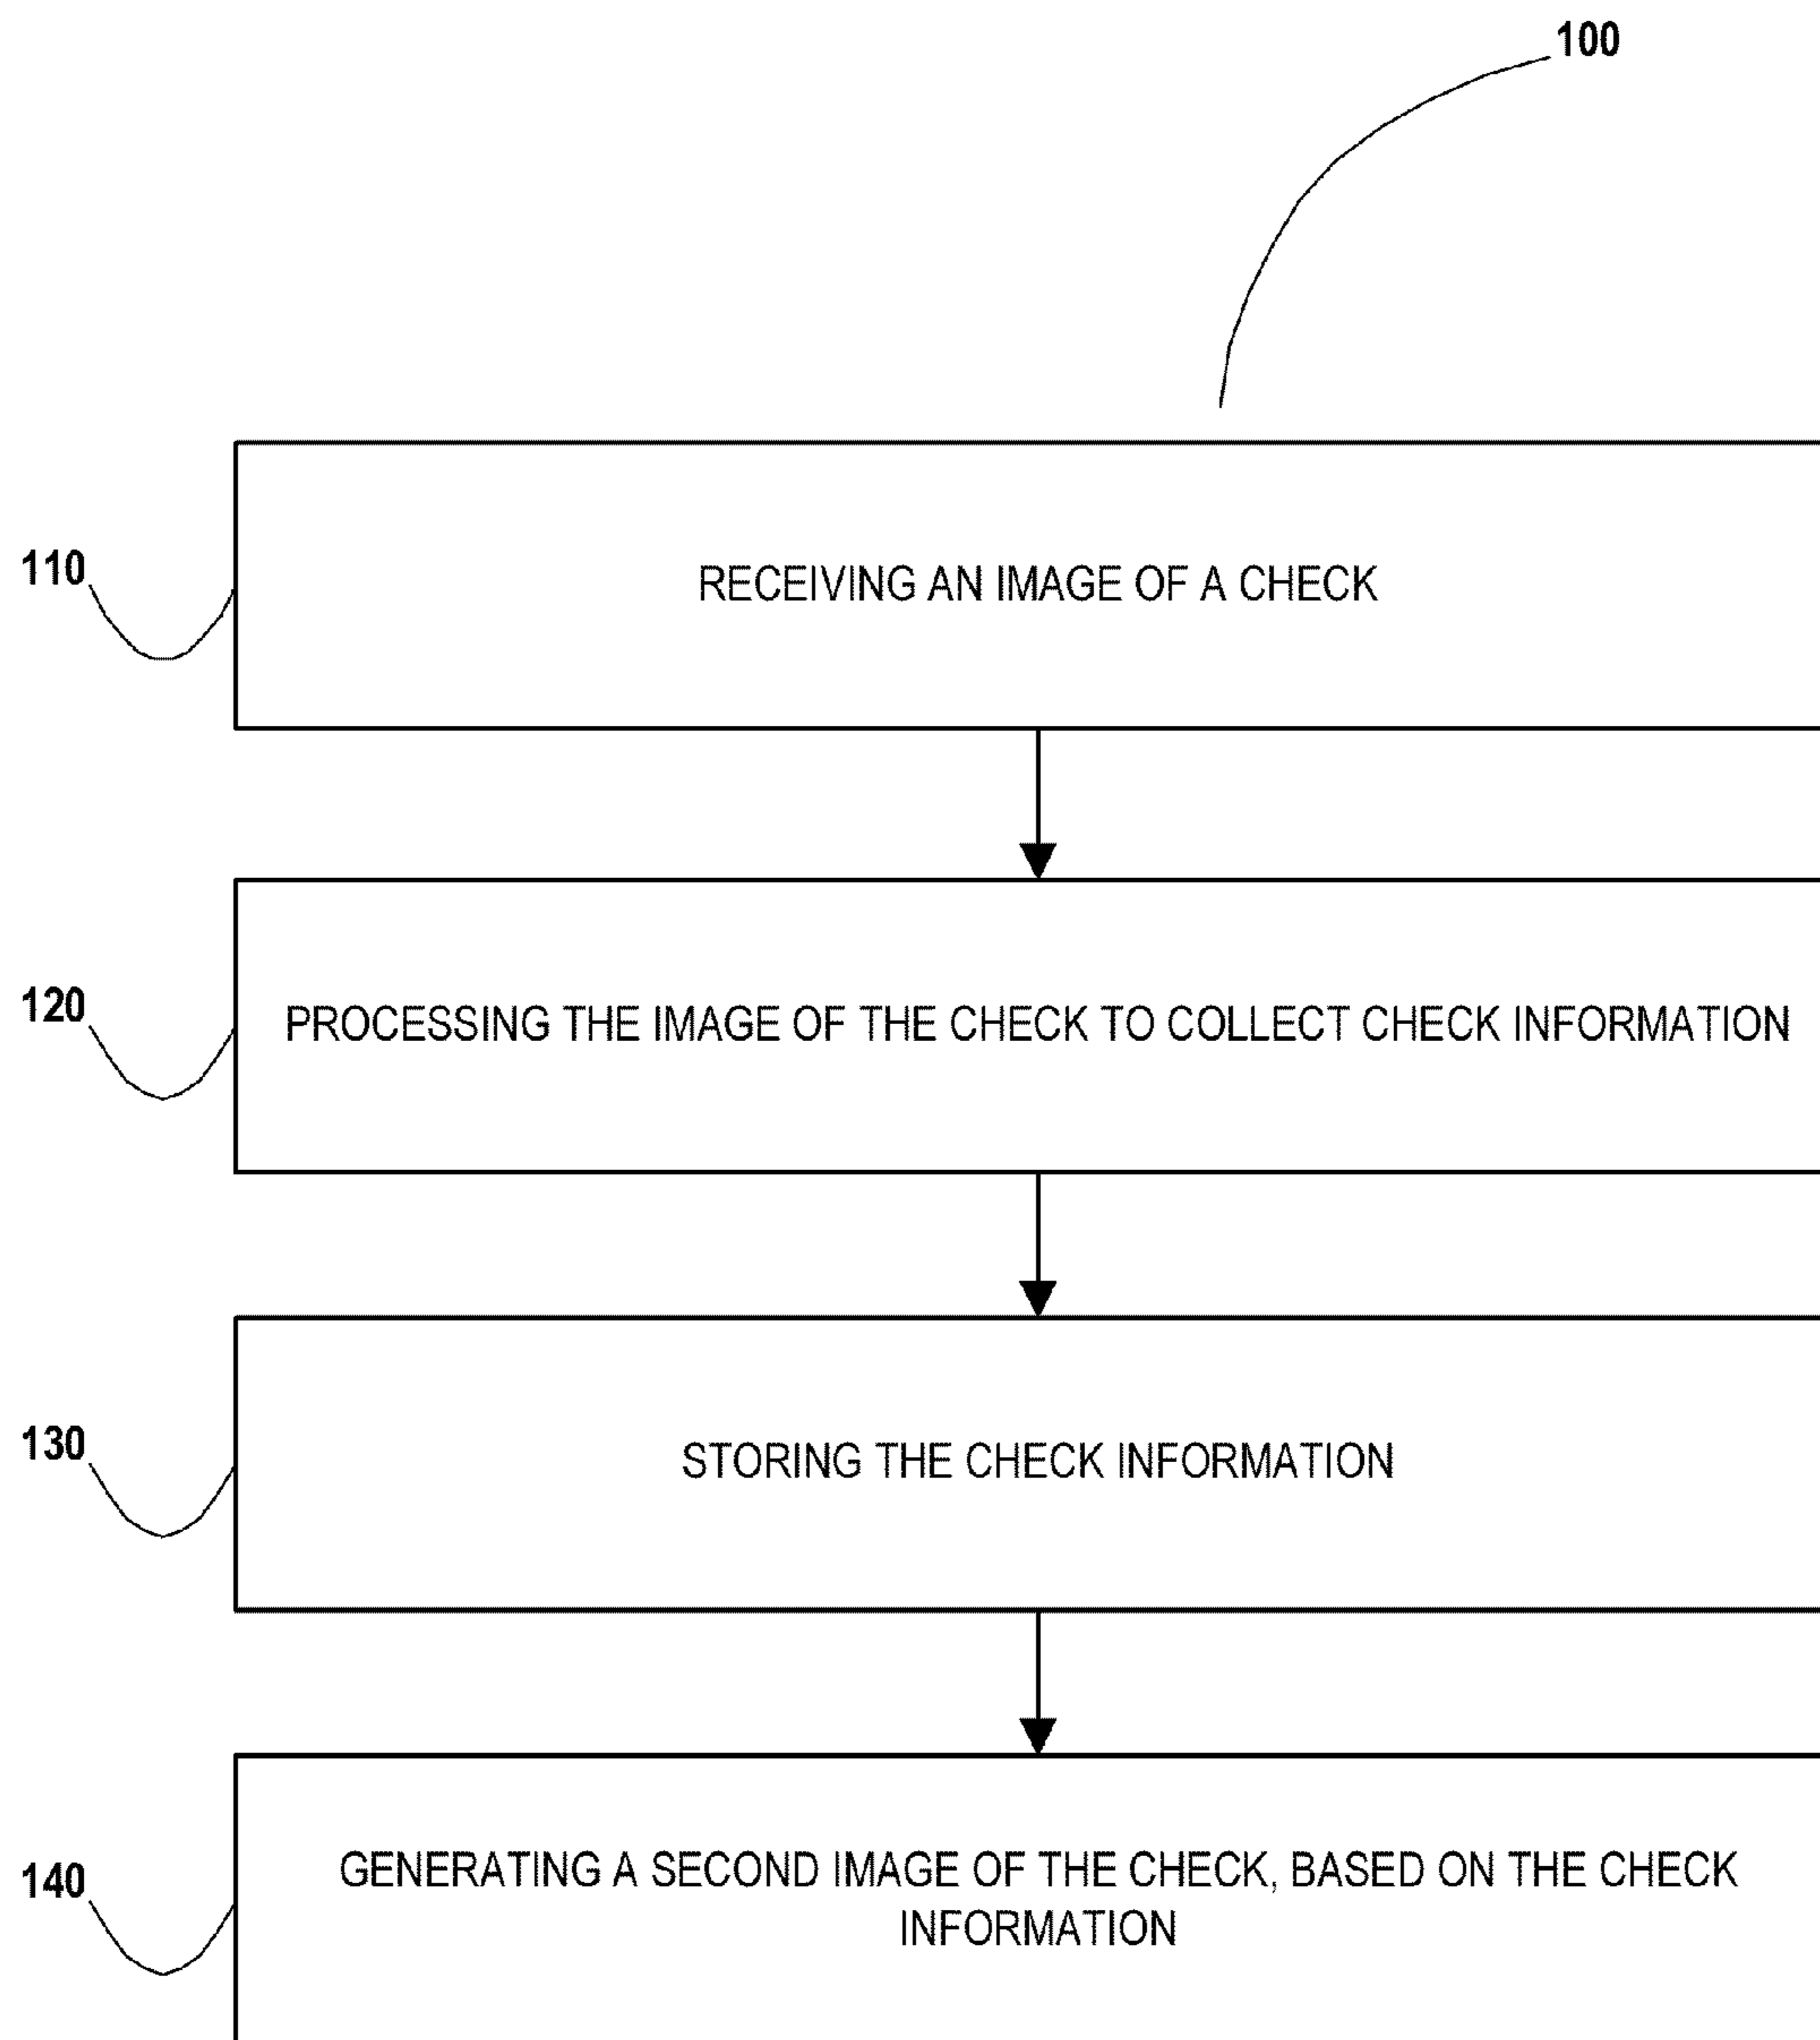 100
110
RECEIVING AN IMAGE OF A CHECK
120
PROCESSING THE IMAGE OF THE CHECK TO COLLECT CHECK INFORMATION
130
STORING THE CHECK INFORMATION
140
GENERATING A SECOND IMAGE OF THE CHECK, BASED ON THE CHECK
INFORMATION